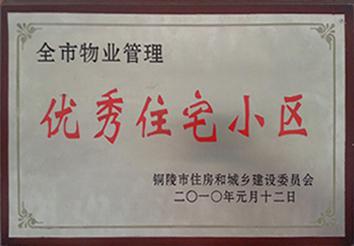 全市物业管理
优秀住宅小区
铜陵市住房和城乡建设委员会
二〇一〇年元月十二日